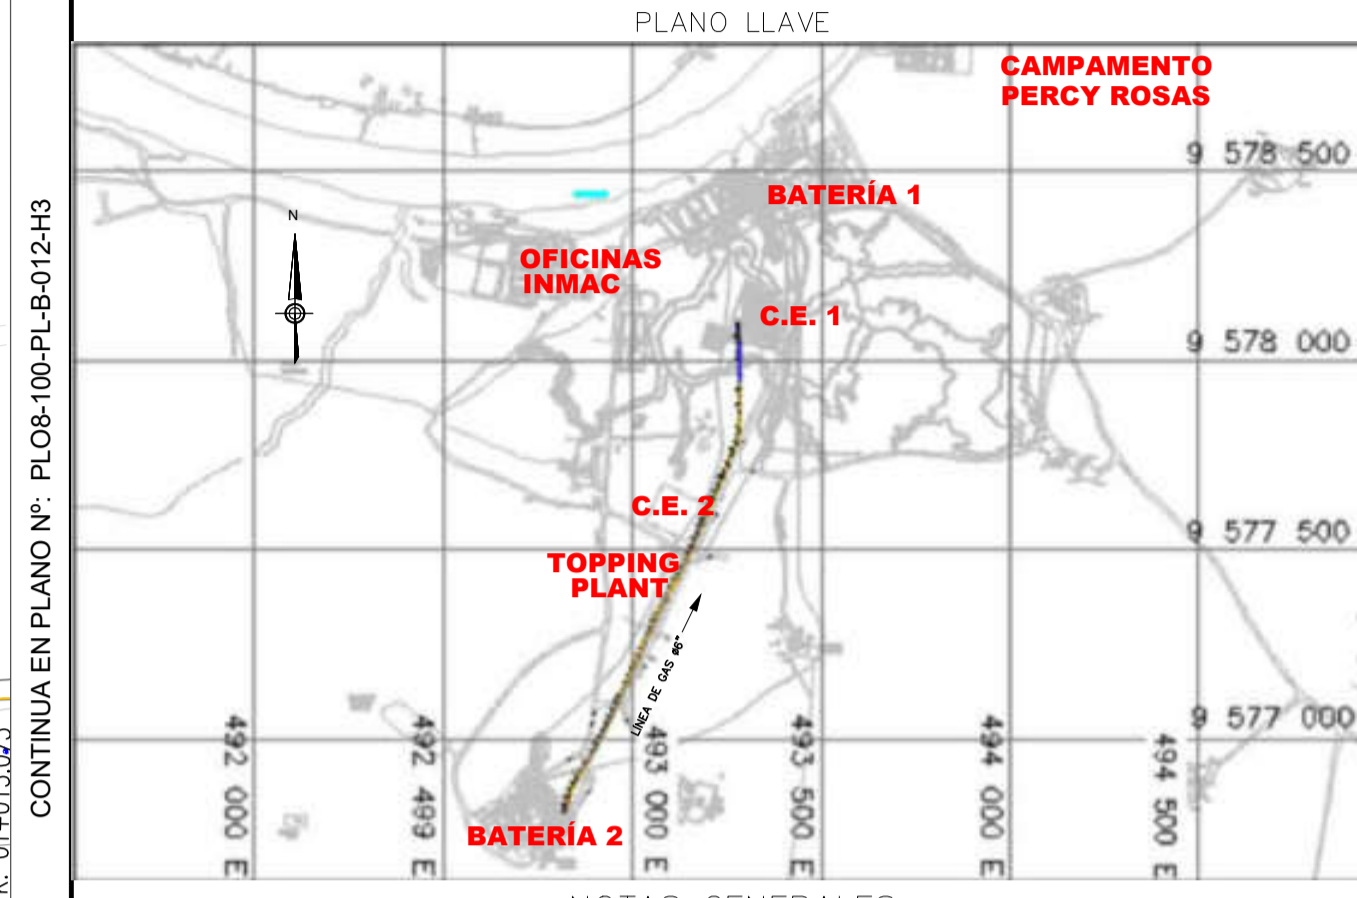 PLANO LLAVE
CAMPAMENTO
PERCY ROSAS
9 578 500
BATERÍA 1
N
OFICINAS
INMAC
C.E. 1
9 578 000
C.E. 2
9 577 500
TOPPING
PLANT
LÍNEA DE GAS ø6"
9 577 000
492 000 E
492 499 E
493 000 E
493 500 E
494 000 E
494 500 E
BATERÍA 2
CONTINUA EN PLANO Nº: PLO8-100-PL-B-012-H3
NOTAS GENERALES